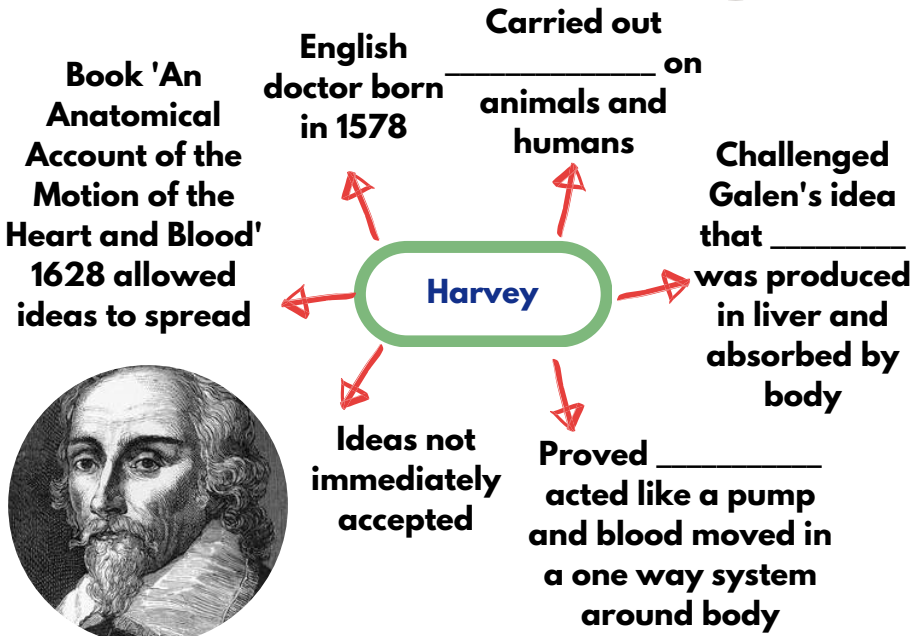 English
doctor born
in 1578
Carried out
______________ on
animals and
humans
Book 'An
Anatomical
Account of the
Motion of the
Heart and Blood'
1628 allowed
ideas to spread
Harvey
Challenged
Galen's idea
that _________
was produced
in liver and
absorbed by
body
Ideas not
immediately
accepted
Proved ___________
acted like a pump
and blood moved in
a one way system
around body